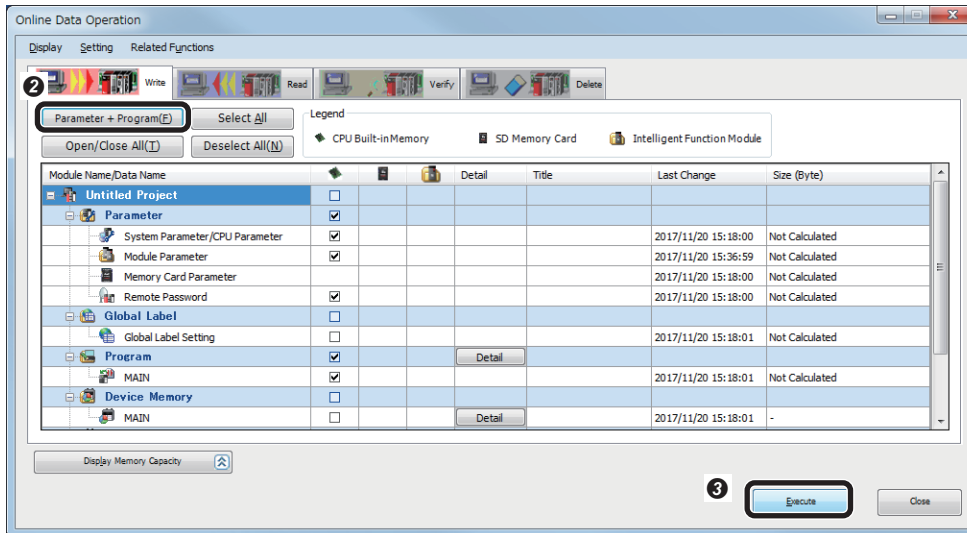 Online Data Operation
Display Setting Related Functions
❷ Write Read Verify Delete
Parameter + Program(F) Select All Legend
CPU Built-in Memory SD Memory Card Intelligent Function Module
Open/Close All(T) Deselect All(N)
Module Name/Data Name Detail Title Last Change Size (Byte)
Untitled Project
Parameter
System Parameter/CPU Parameter 2017/11/20 15:18:00 Not Calculated
Module Parameter 2017/11/20 15:36:59 Not Calculated
Memory Card Parameter 2017/11/20 15:18:00 Not Calculated
Remote Password 2017/11/20 15:18:00 Not Calculated
Global Label
Global Label Setting 2017/11/20 15:18:01 Not Calculated
Program Detail
MAIN 2017/11/20 15:18:01 Not Calculated
Device Memory
MAIN Detail 2017/11/20 15:18:01 -
Display Memory Capacity
❸ Execute Close